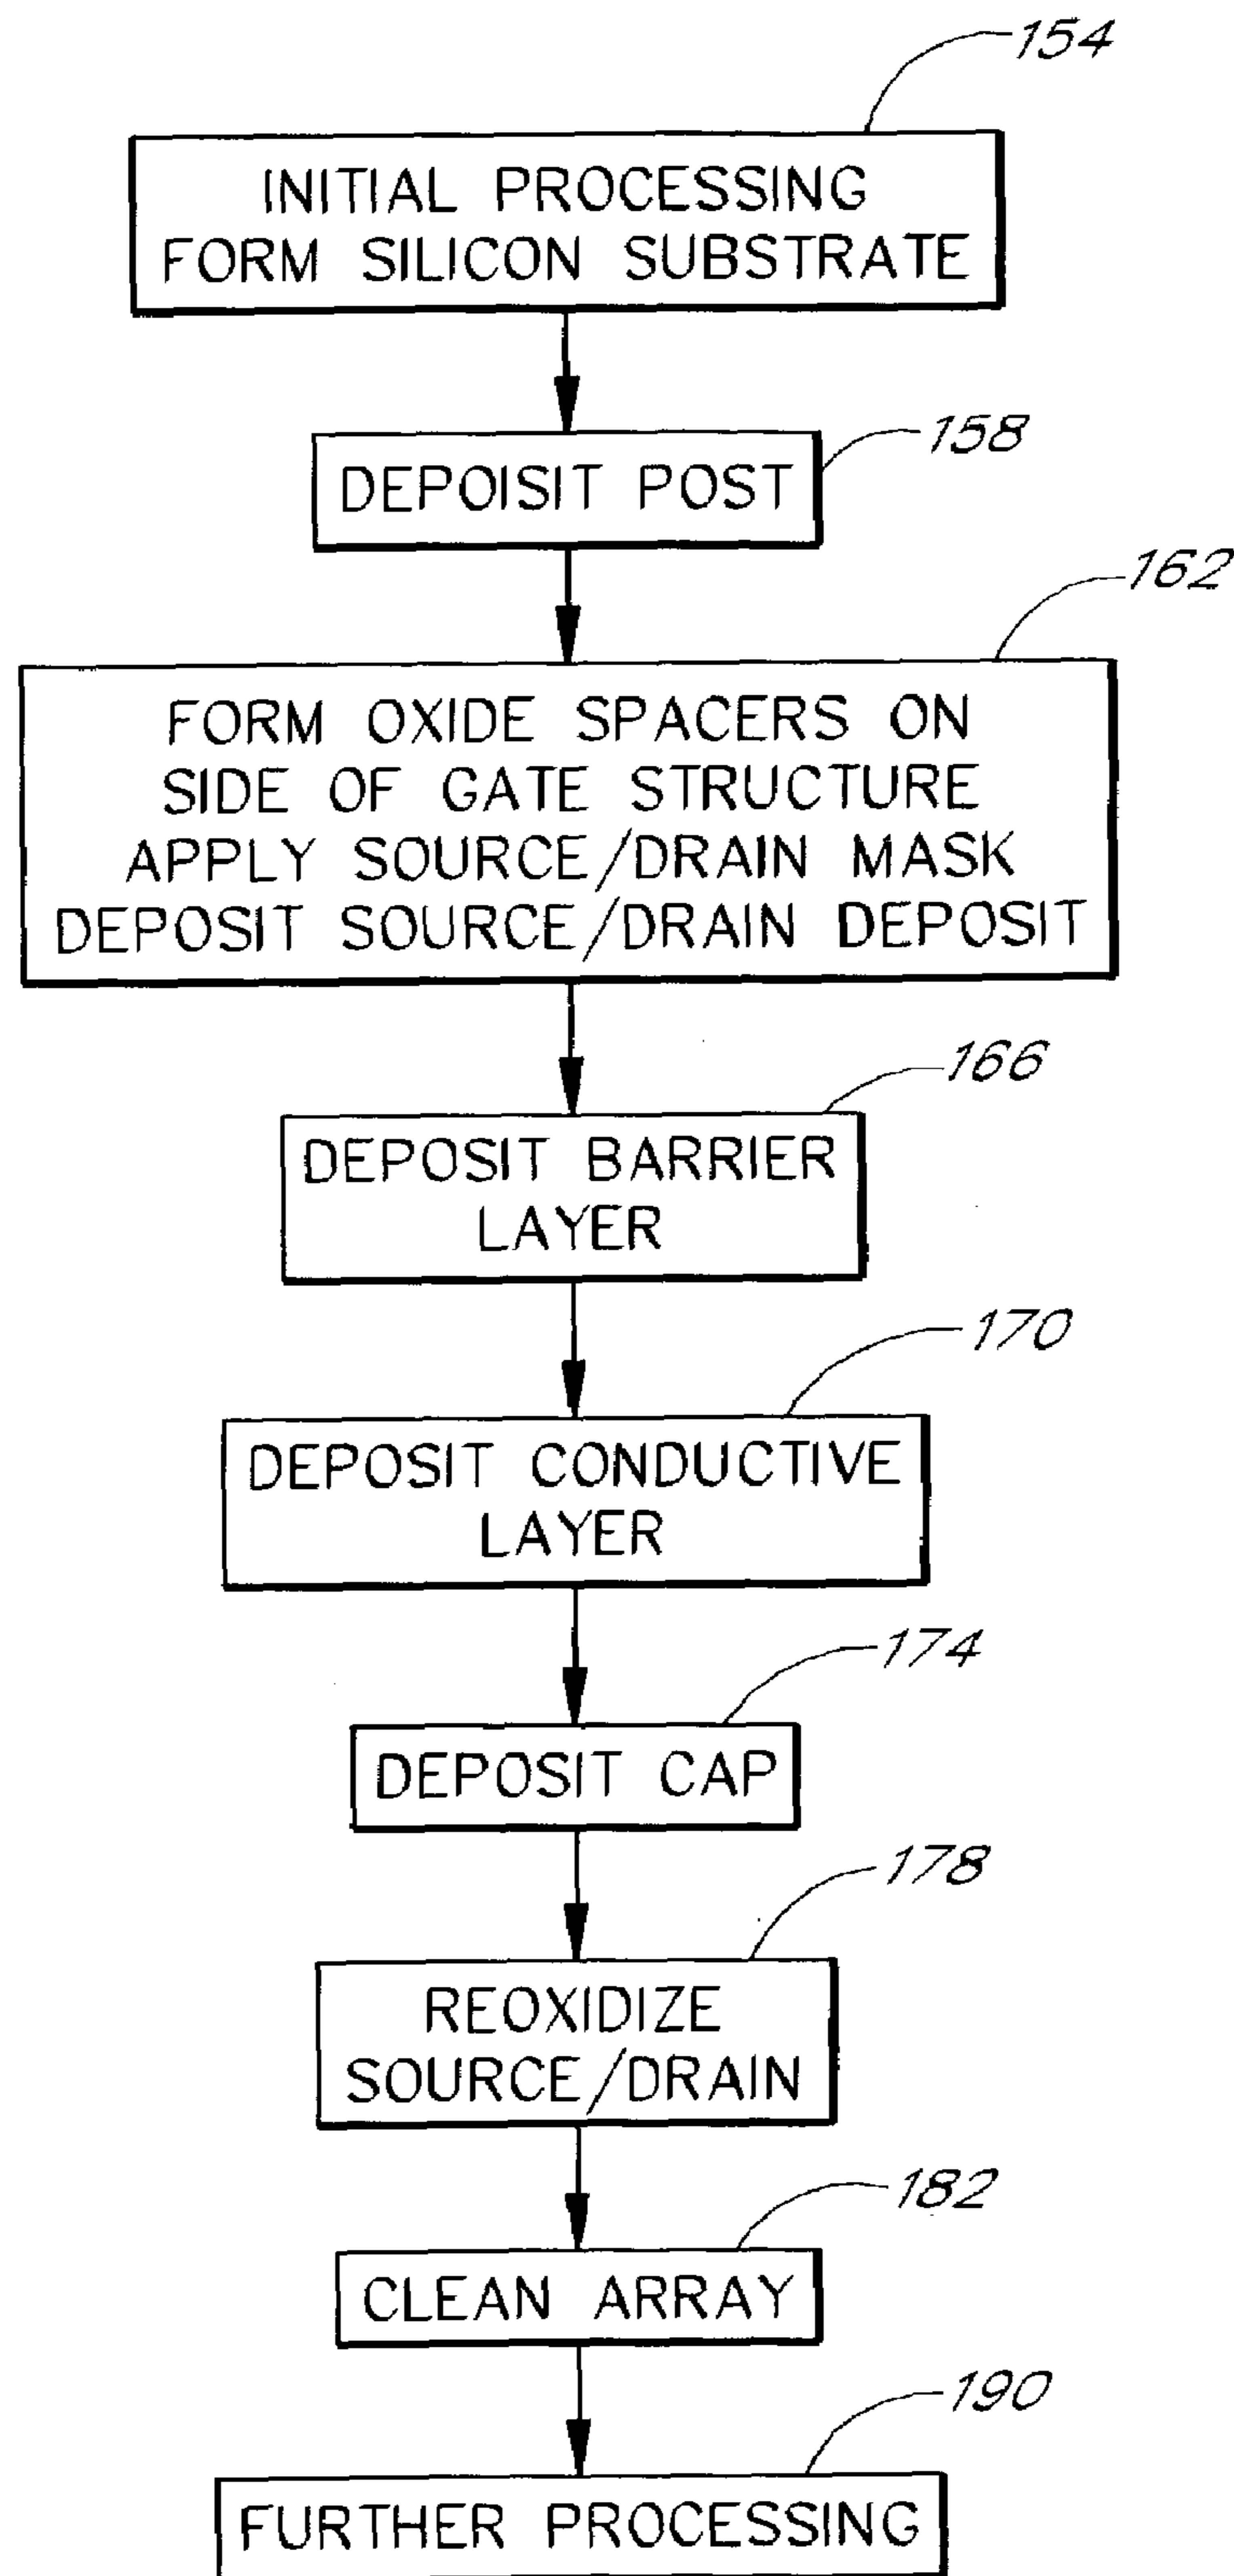 154
INITIAL PROCESSING
FORM SILICON SUBSTRATE
158
DEPOISIT POST
162
FORM OXIDE SPACERS ON
SIDE OF GATE STRUCTURE
APPLY SOURCE/DRAIN MASK
DEPOSIT SOURCE/DRAIN DEPOSIT
166
DEPOSIT BARRIER
LAYER
170
DEPOSIT CONDUCTIVE
LAYER
174
DEPOSIT CAP
178
REOXIDIZE
SOURCE/DRAIN
182
CLEAN ARRAY
190
FURTHER PROCESSING